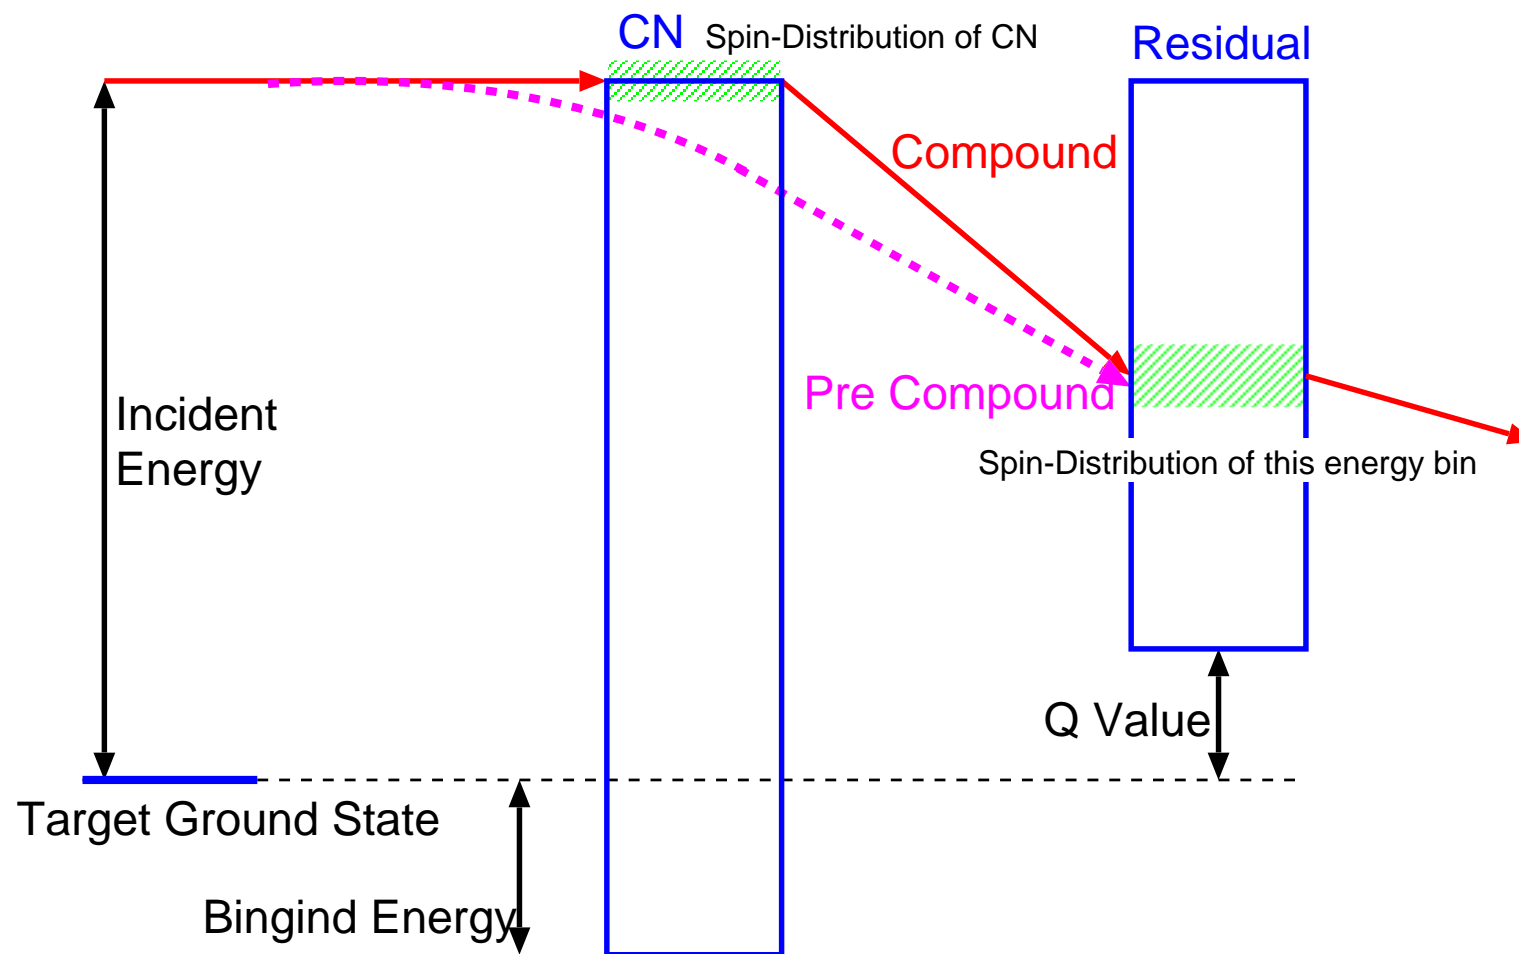 CN
Spin-Distribution of CN
Residual
Compound
Pre Compound
Incident
Energy
Spin-Distribution of this energy bin
Q Value
Target Ground State
Bingind Energy